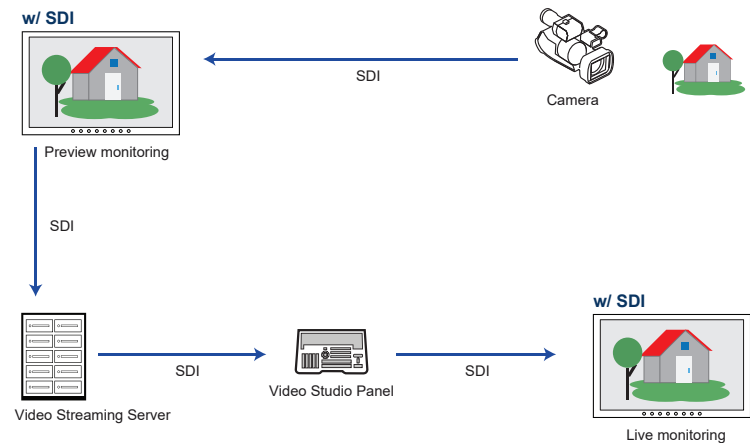 w/ SDI
SDI
Camera
Preview monitoring
SDI
w/ SDI
SDI
Video Studio Panel
SDI
Video Streaming Server
Live monitoring